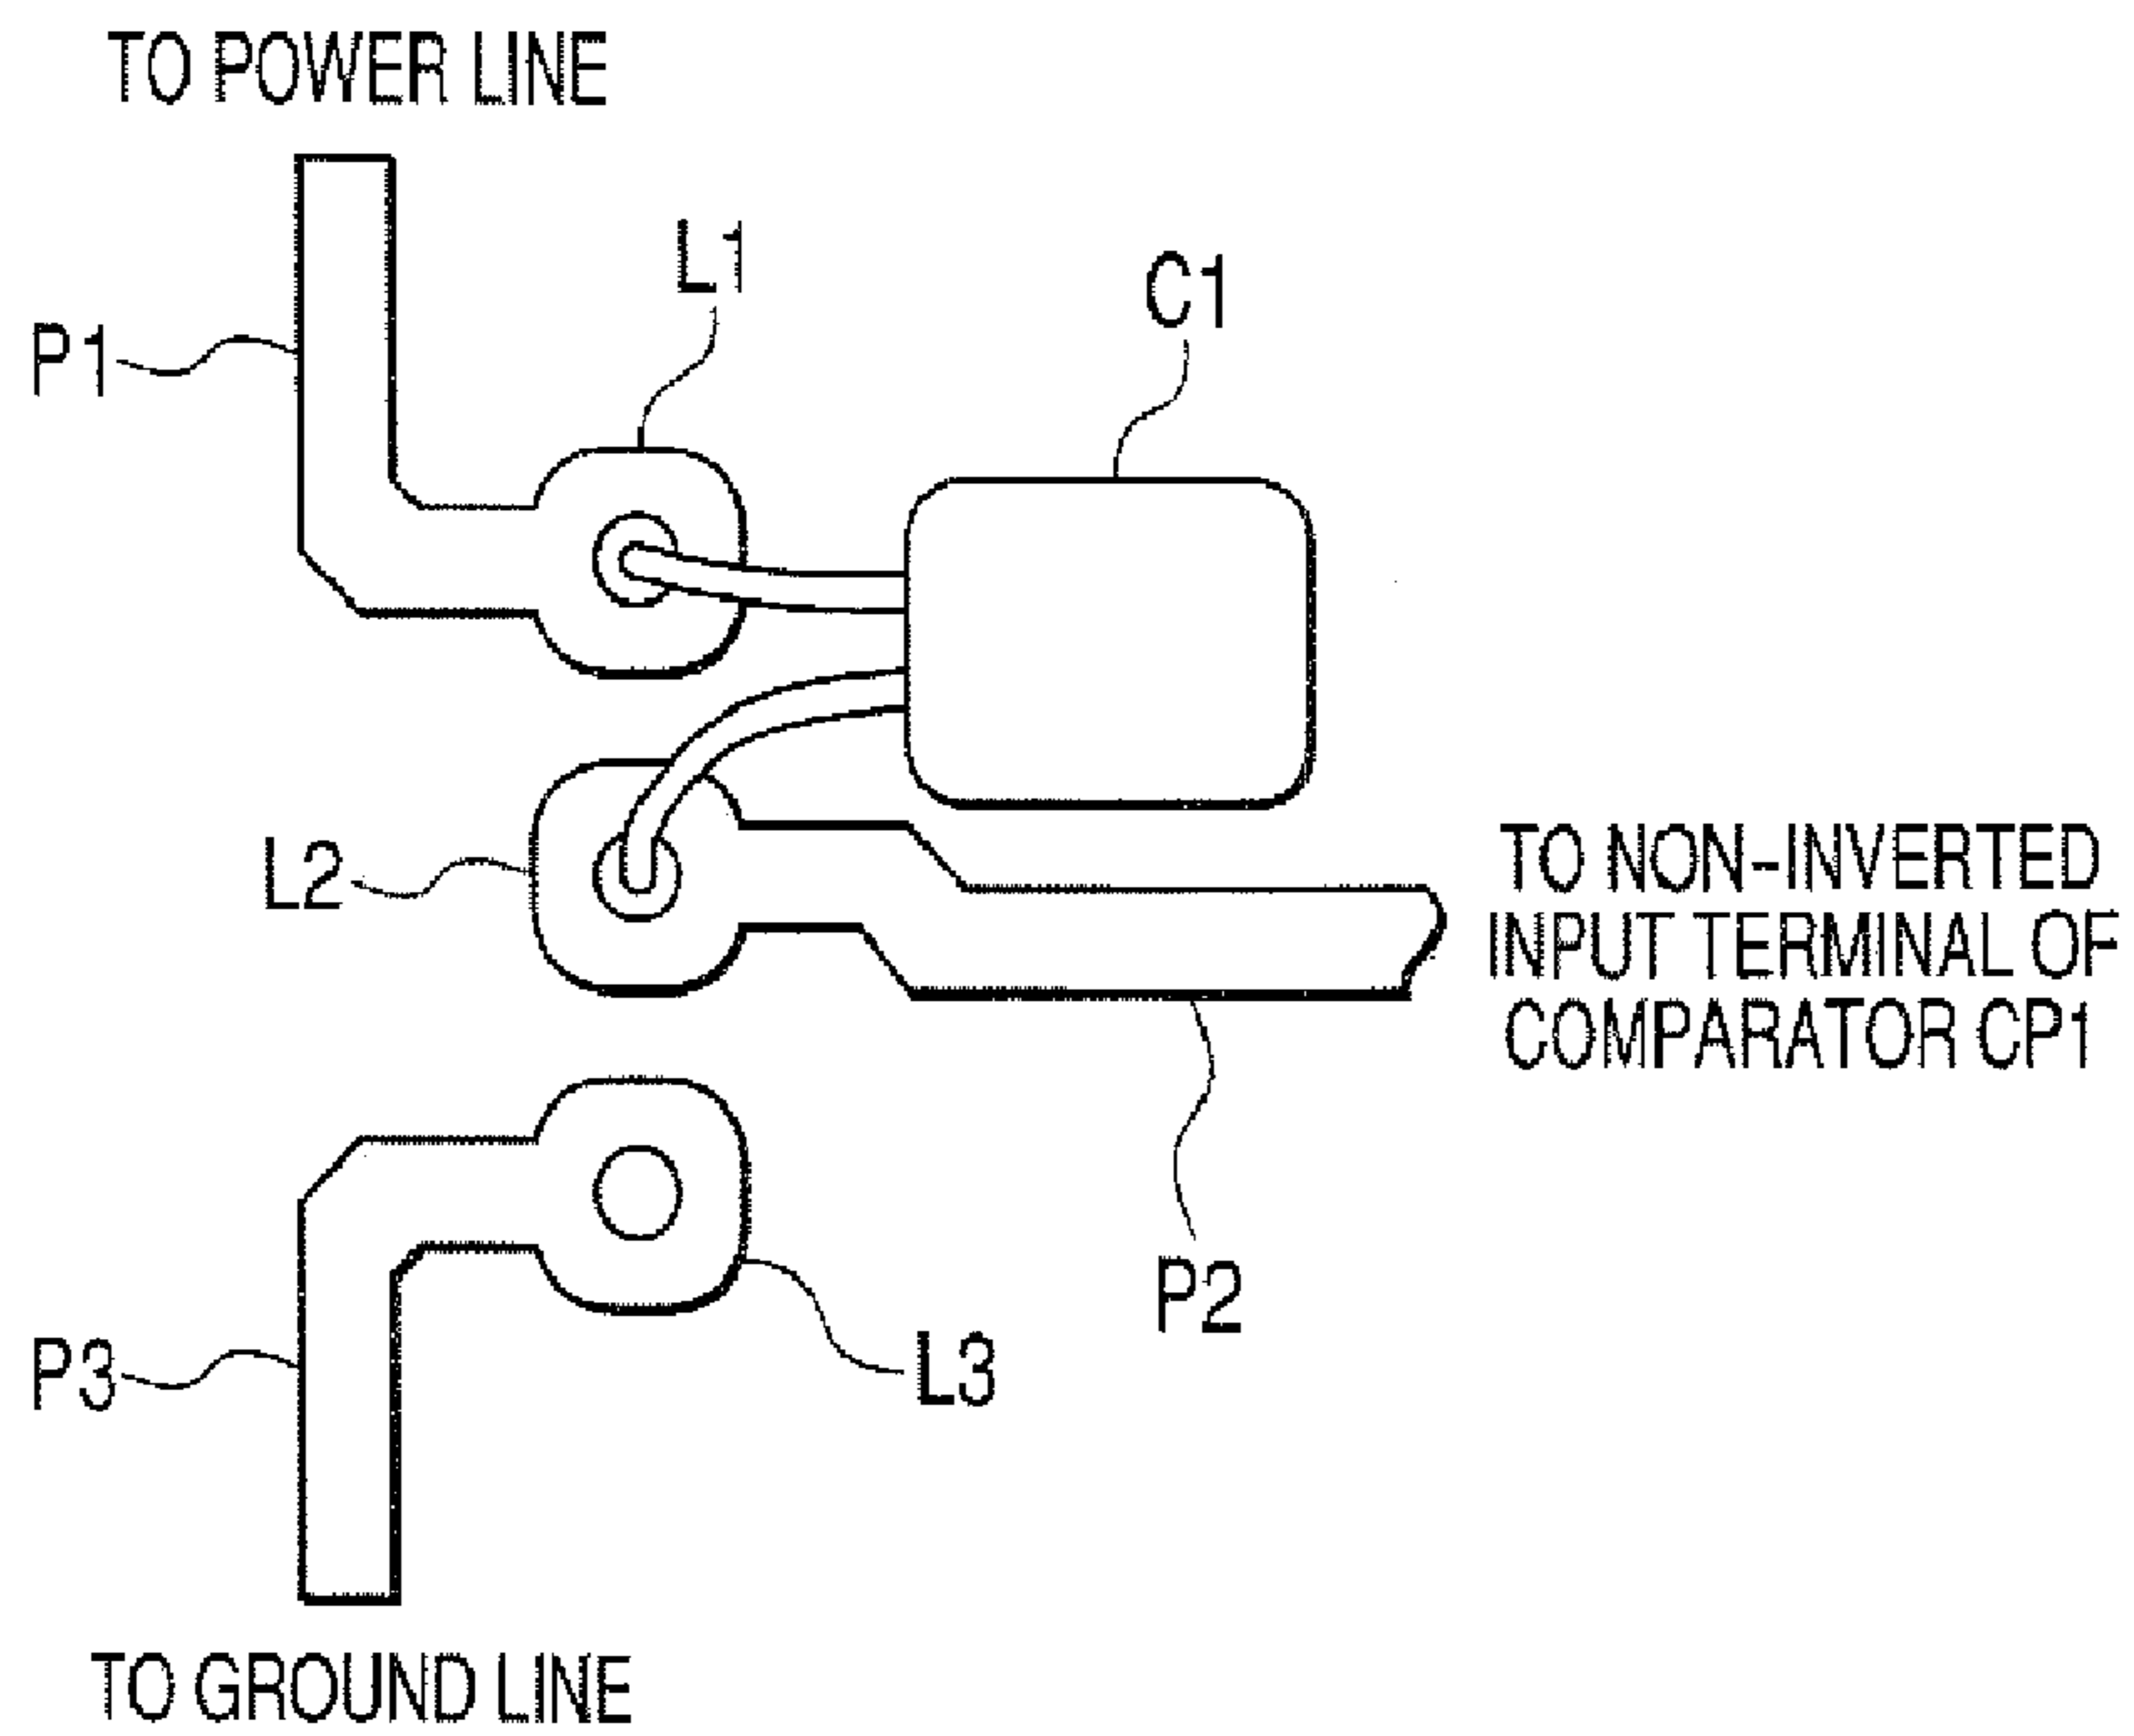 TO POWER LINE
L1
C1
P1
L2
TO NON-INVERTED
INPUT TERMINAL OF
COMPARATOR CP1
P2
P3
L3
TO GROUND LINE